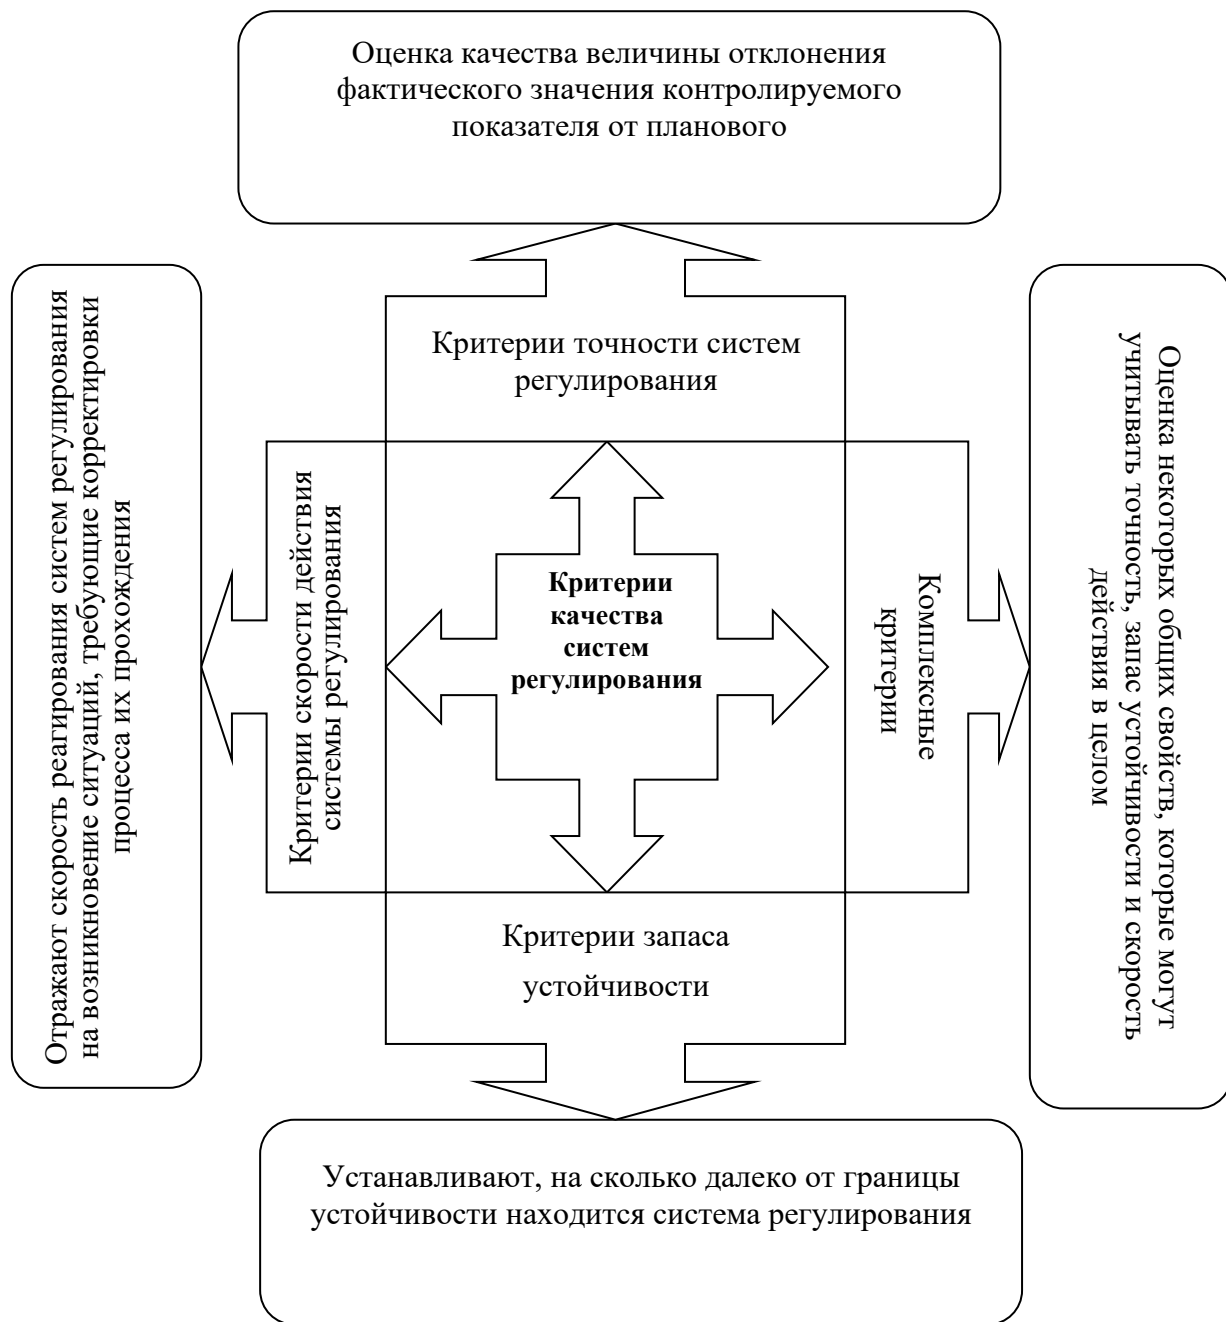 Оценка качества величины отклонения
фактического значения контролируемого
показателя от планового
Критерии точности систем
регулирования
Отражают скорость реагирования систем регулирования
на возникновение ситуаций, требующие корректировки
процесса их прохождения
Критерии скорости действия
системы регулирования
Критерии
качества
систем
регулирования
Комплексные
критерии
Оценка некоторых общих свойств, которые могут
учитывать точность, запас устойчивости и скорость
действия в целом
Критерии запаса
устойчивости
Устанавливают, на сколько далеко от границы
устойчивости находится система регулирования